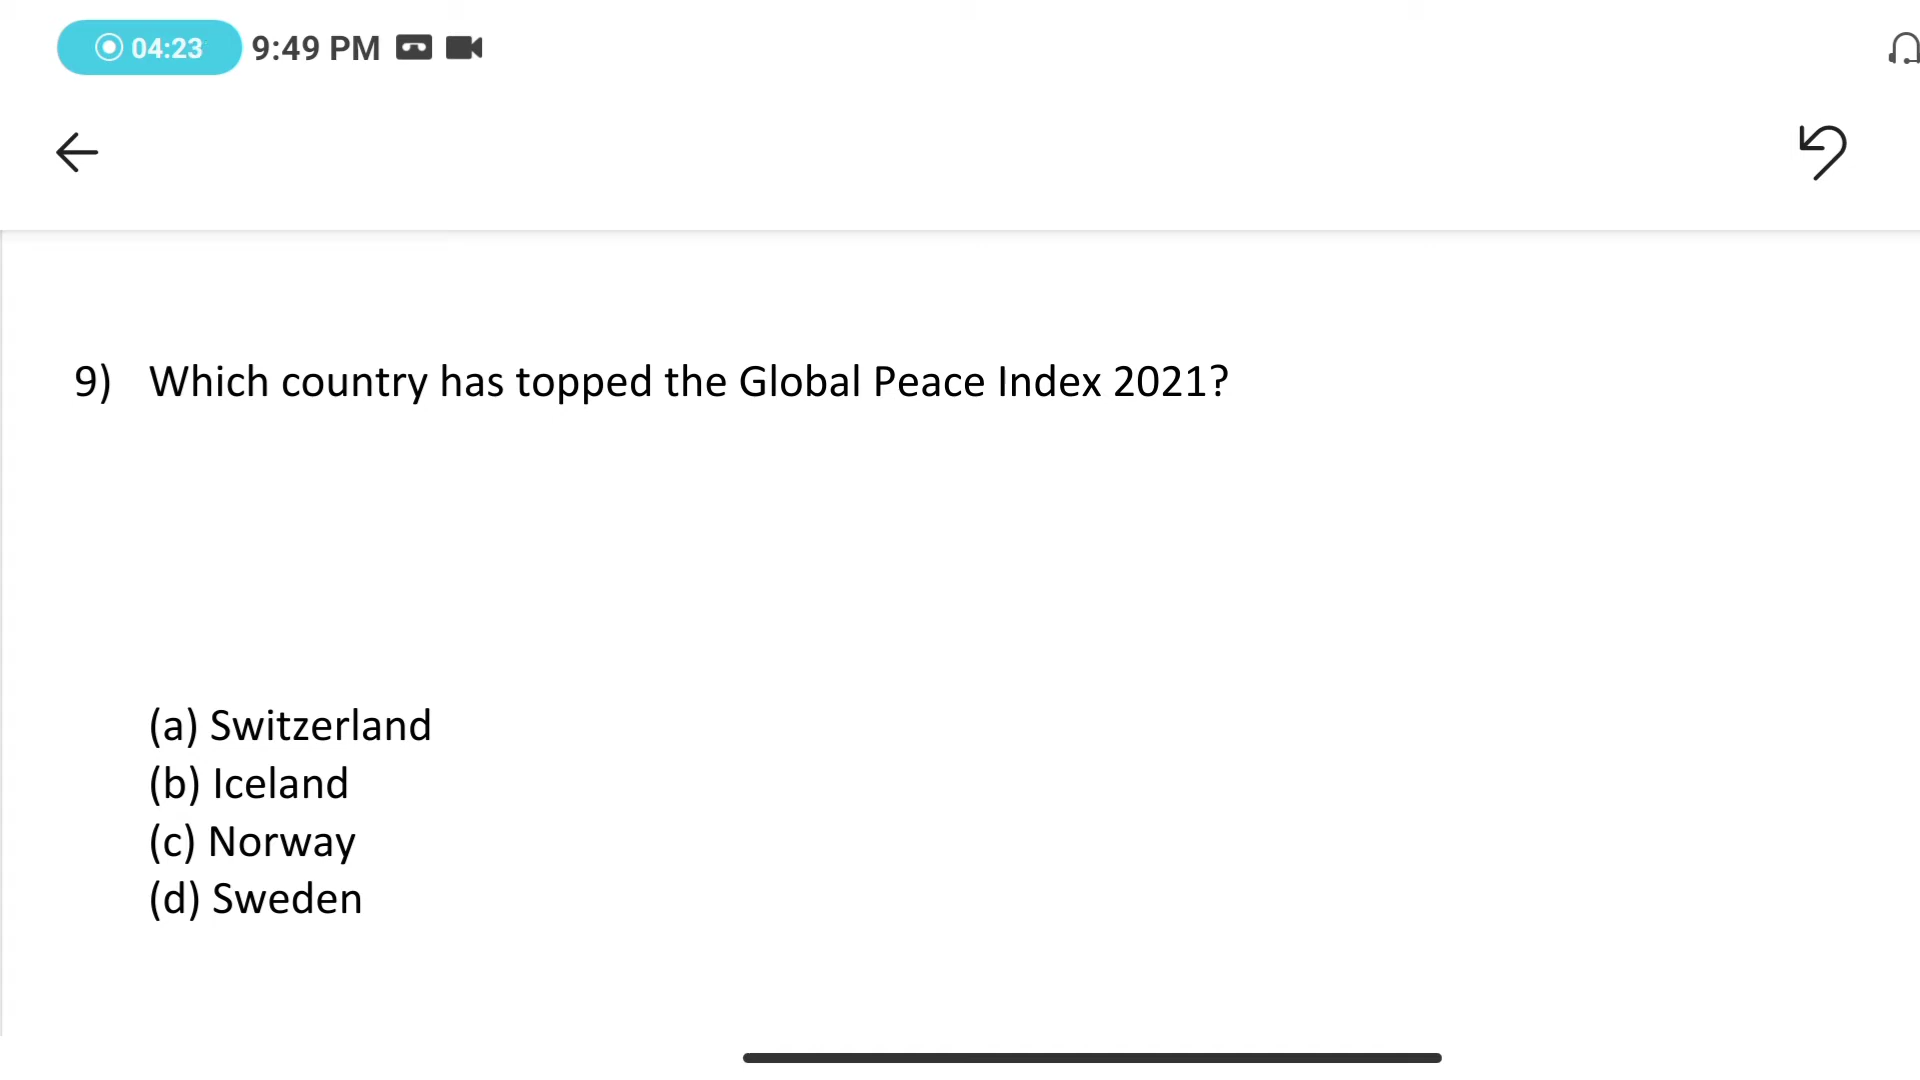 04:23 9:49 PM
9) Which country has topped the Global Peace Index 2021?
(a) Switzerland
(b) Iceland
(c) Norway
(d) Sweden